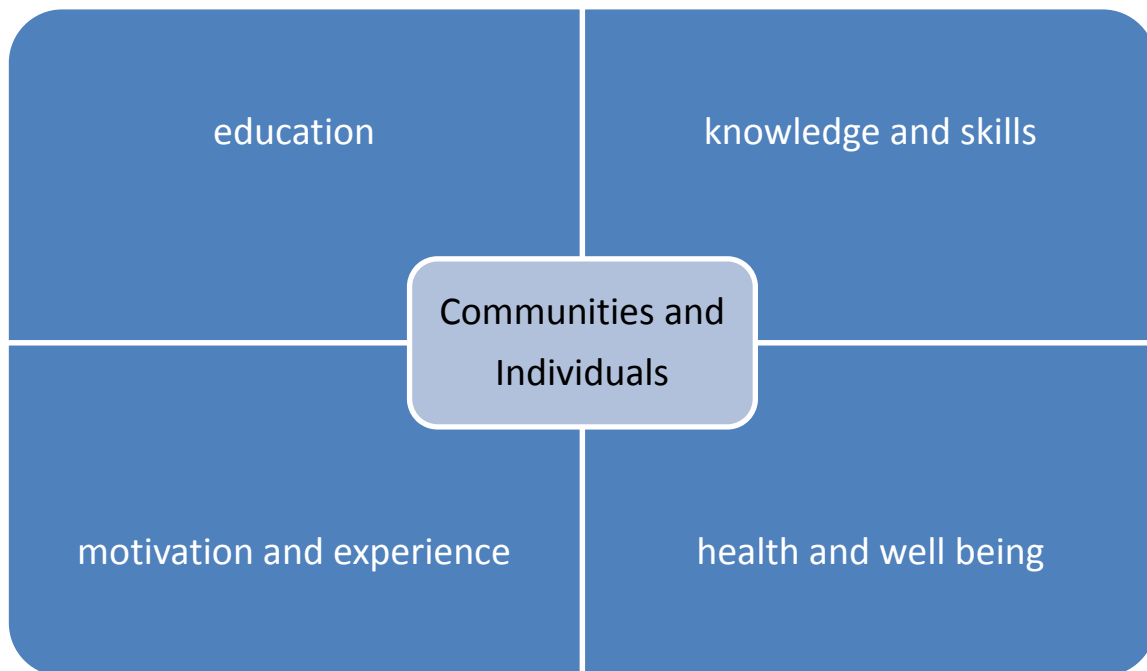 education
knowledge and skills
Communities and
Individuals
motivation and experience
health and well being